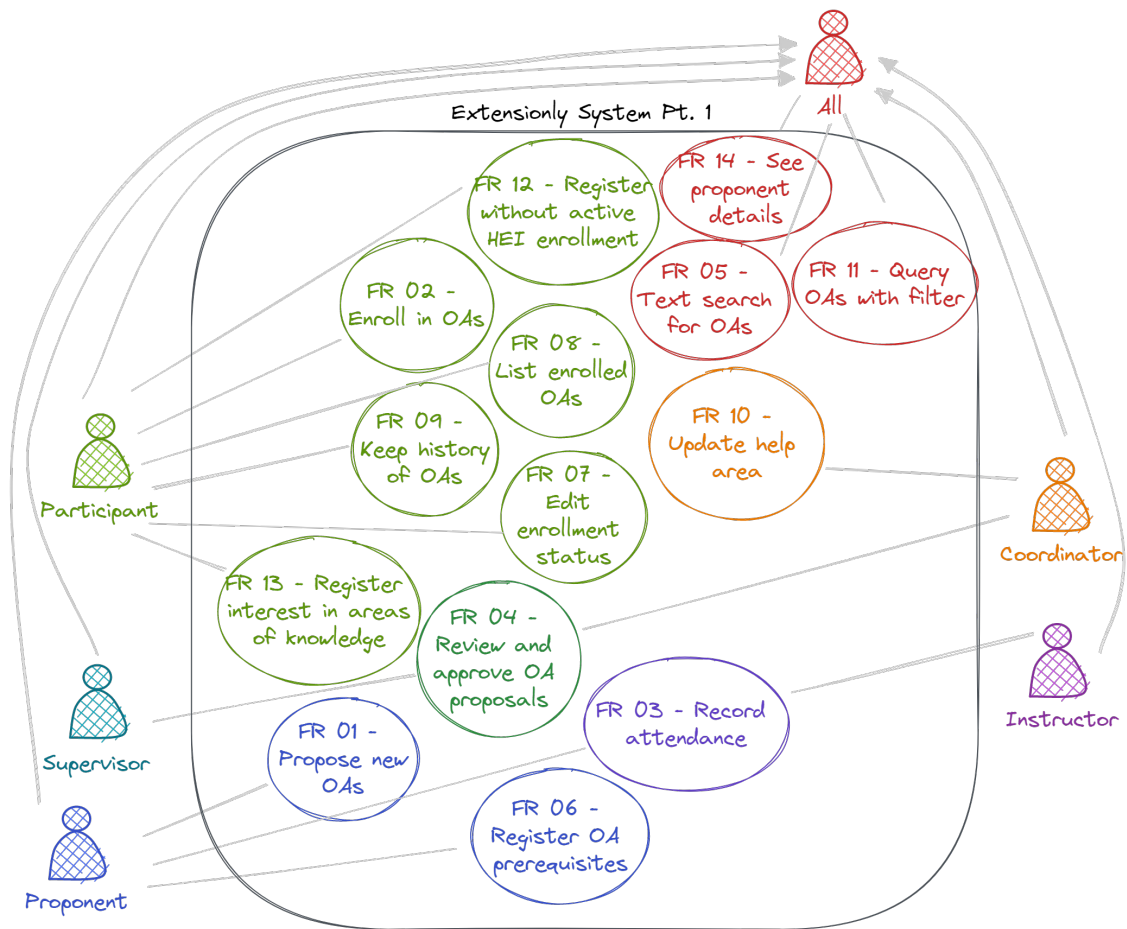 All
Extensionly System Pt. 1
FR 14 - See
proponent
details
FR 12 - Register
without active
HEI enrollment
FR 05 -
Text search
for OAs
FR 11 - Query
OAs with filter
FR 02 -
Enroll in OAs
FR 08 -
List enrolled
OAs
FR 09 -
Keep history
of OAs
FR 10 -
Update help
area
FR 07 -
Edit
enrollment
status
Participant
Coordinator
FR 13 - Register
interest in areas
of knowledge
FR 04 -
Review and
approve OA
proposals
FR 03 - Record
attendance
Instructor
Supervisor
FR 01 -
Propose new
OAs
FR 06 -
Register OA
prerequisites
Proponent